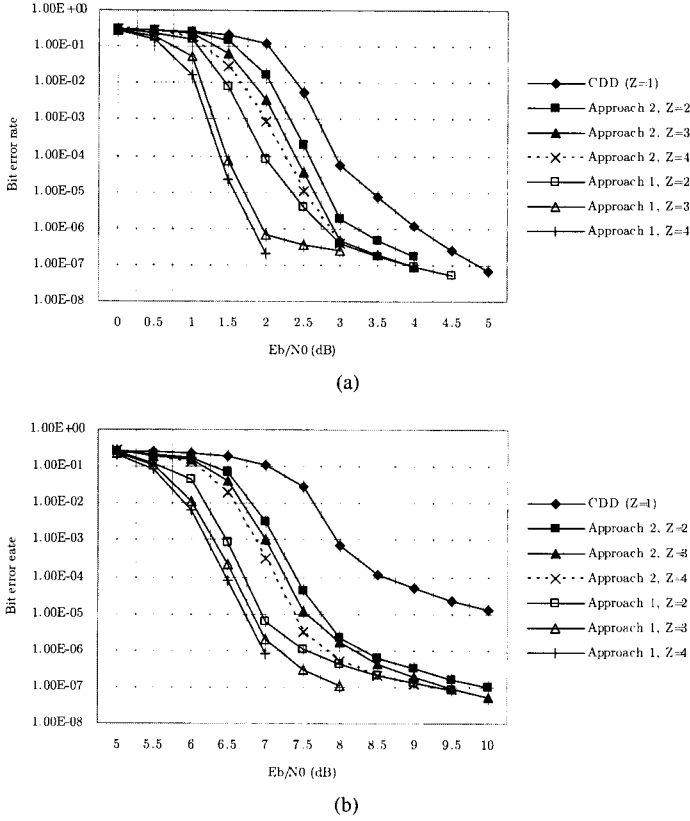 1.00E+00
1.00E−01
1.00E−02
1.00E−03
1.00E−04
1.00E−05
1.00E−06
1.00E−07
1.00E−08
Bit error rate
0 0.5 1 1.5 2 2.5 3 3.5 4 4.5 5
Eb/N0 (dB)
CDD (Z=1)
Approach 2, Z=2
Approach 2, Z=3
Approach 2, Z=4
Approach 1, Z=2
Approach 1, Z=3
Approach 1, Z=4
(a)
1.00E+00
1.00E−01
1.00E−02
1.00E−03
1.00E−04
1.00E−05
1.00E−06
1.00E−07
1.00E−08
Bit error eate
5 5.5 6 6.5 7 7.5 8 8.5 9 9.5 10
Eb/N0 (dB)
CDD (Z=1)
Approach 2, Z=2
Approach 2, Z=3
Approach 2, Z=4
Approach 1, Z=2
Approach 1, Z=3
Approach 1, Z=4
(b)